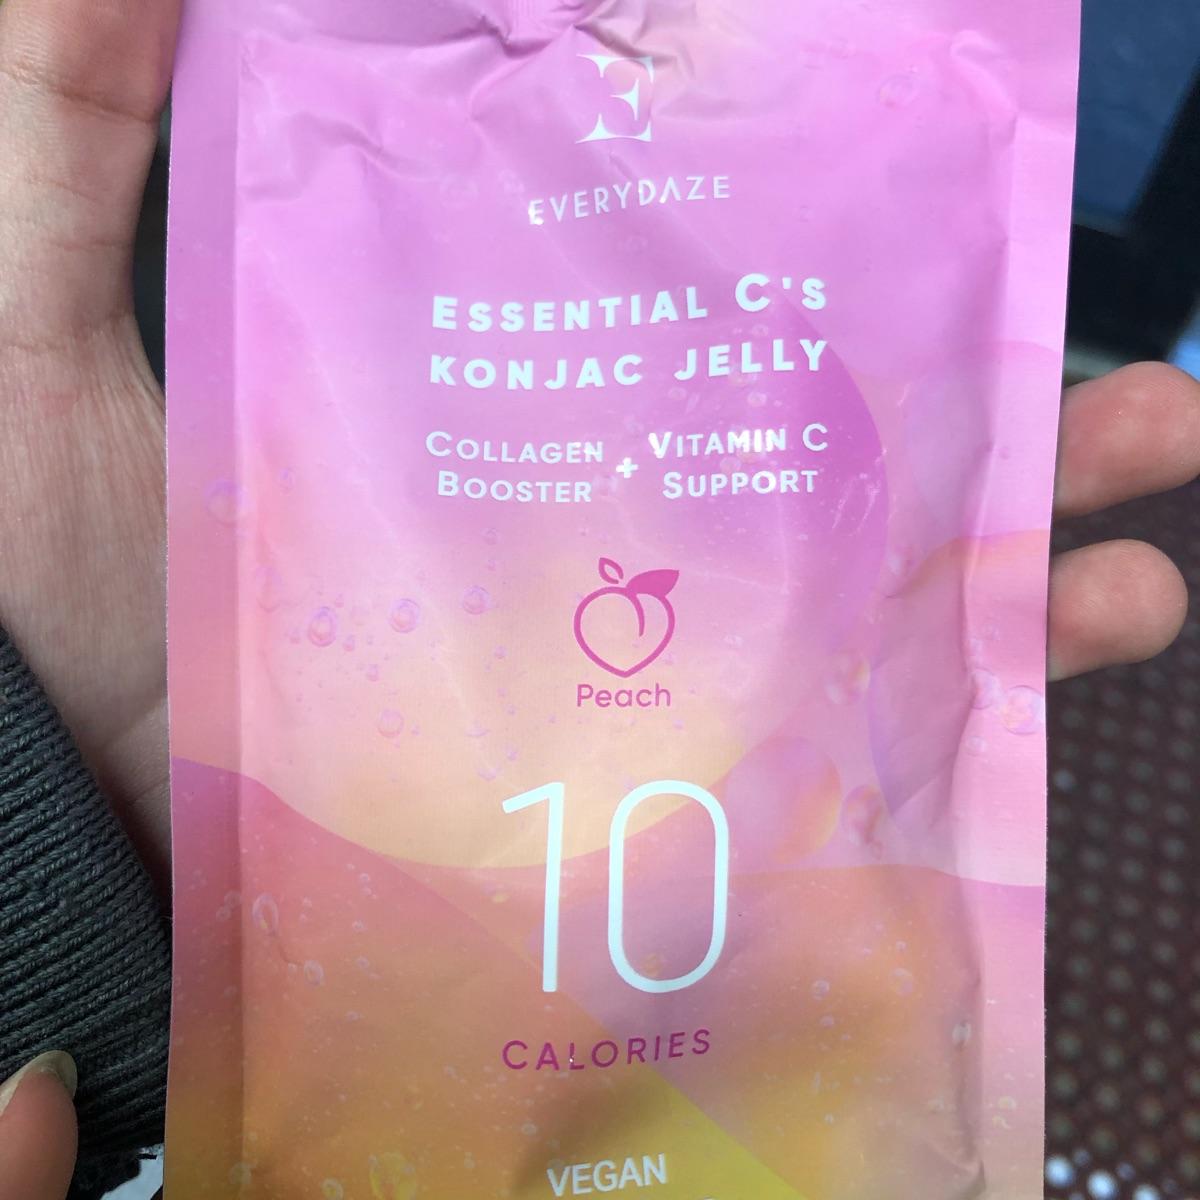 E
EVERYDAZE
ESSENTIAL C'S
KONJAC JELLY
COLLAGEN BOOSTER + VITAMIN C SUPPORT
Peach
10
CALORIES
VEGAN